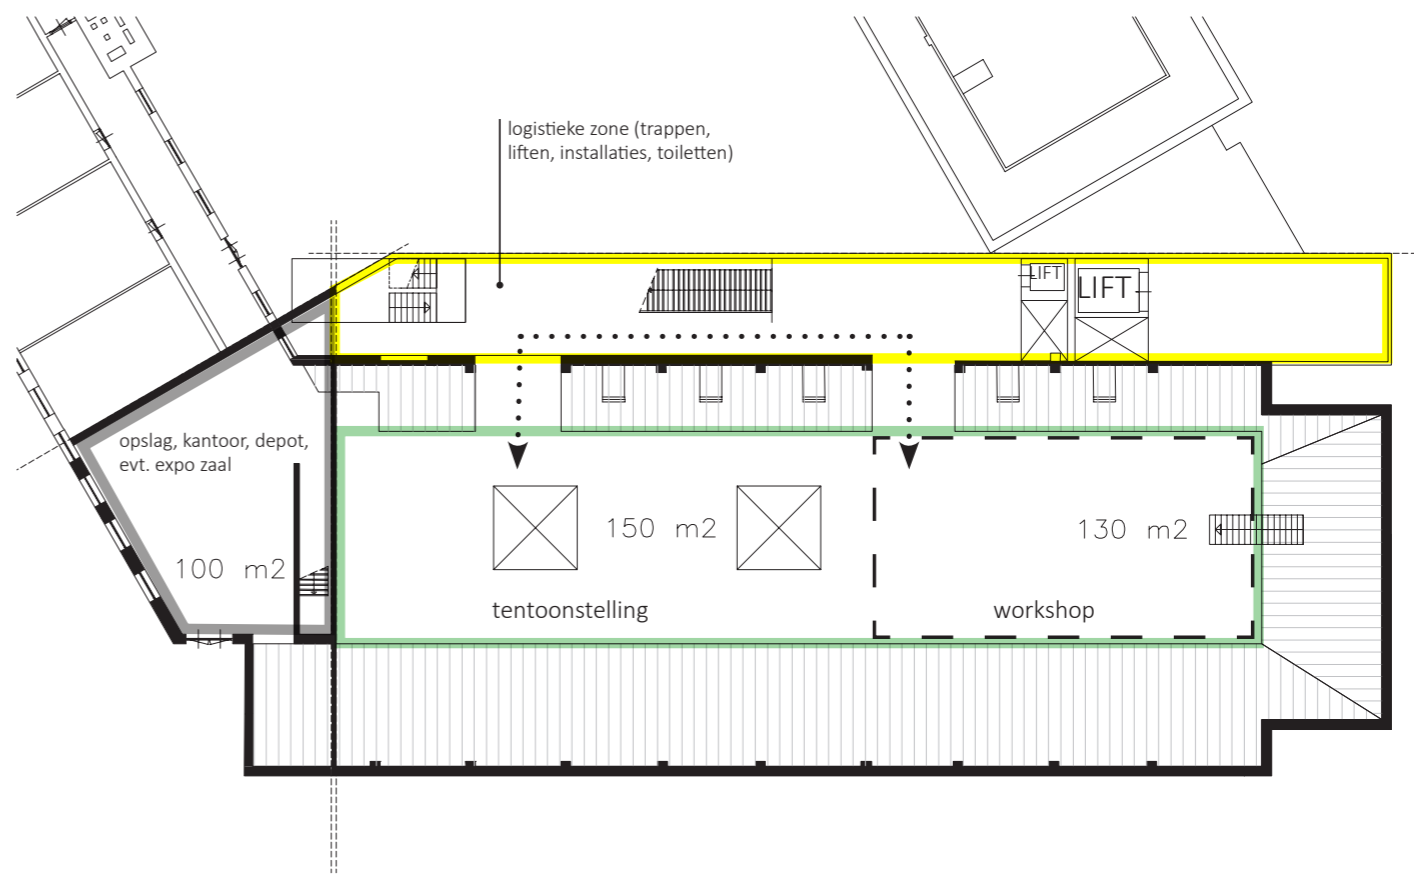 logistieke zone (trappen,
liften, installaties, toiletten)
LIFT
LIFT
opslag, kantoor, depot,
evt. expo zaal
100 m2
150 m2
130 m2
tentoonstelling
workshop